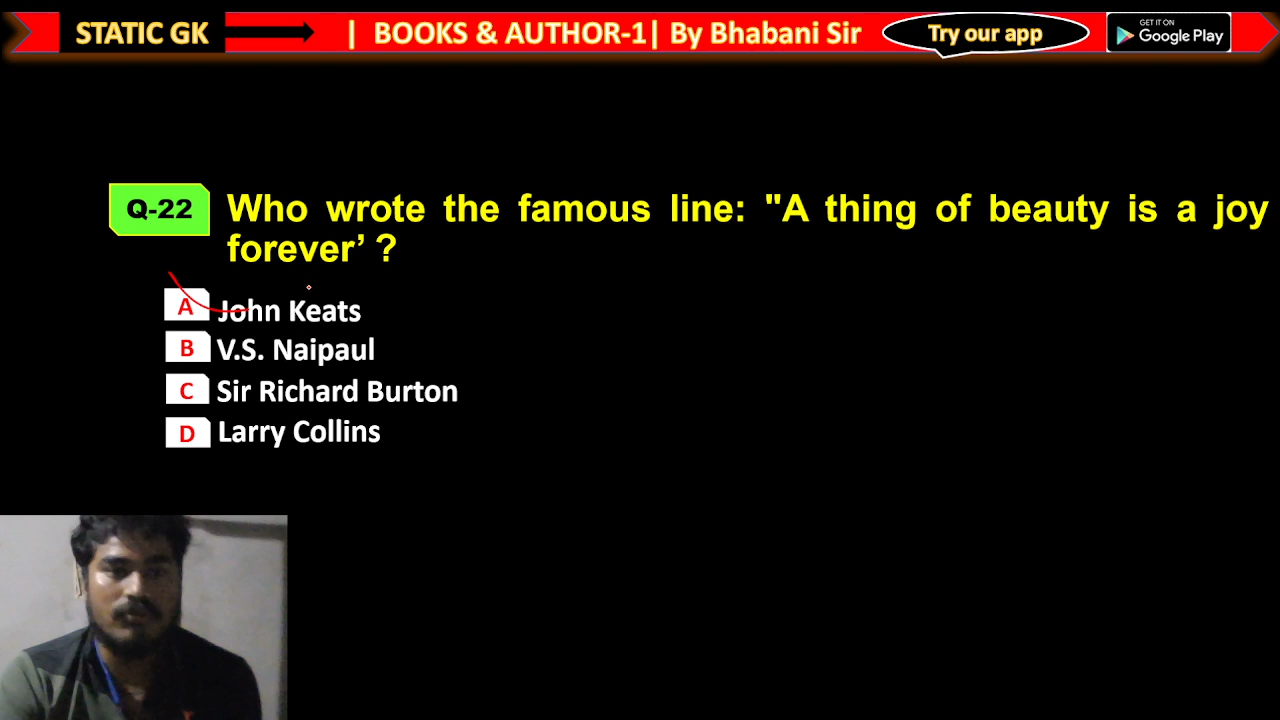 STATIC GK | BOOKS & AUTHOR-1| By Bhabani Sir Try our app GET IT ON Google Play
Q-22 Who wrote the famous line: "A thing of beauty is a joy
forever’ ?
A John Keats
B V.S. Naipaul
C Sir Richard Burton
D Larry Collins